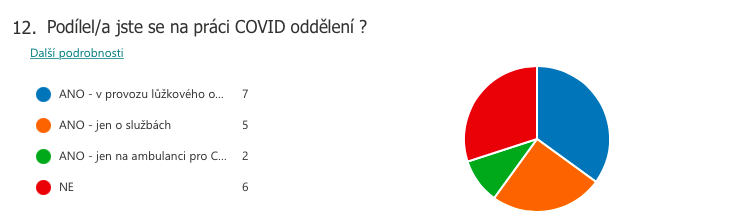 12. Podílel/a jste se na práci COVID oddělení ?
Další podrobnosti
ANO - v provozu lůžkového o... 7
ANO - jen o službách 5
ANO - jen na ambulanci pro C... 2
NE 6